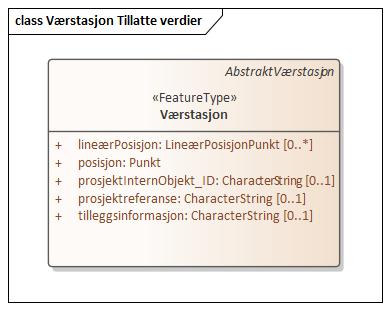 class Værstasjon Tillatte verdier
AbstraktVærstasjon
«FeatureType»
Værstasjon
+ lineærPosisjon: LineærPosisjonPunkt [0..*]
+ posisjon: Punkt
+ prosjektInternObjekt_ID: CharacterString [0..1]
+ prosjektreferanse: CharacterString [0..1]
+ tilleggsinformasjon: CharacterString [0..1]